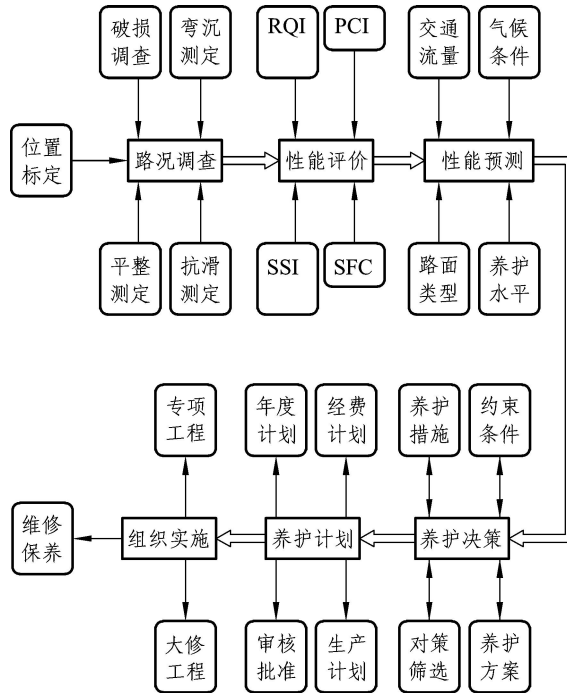 破损
调查
弯沉
测定
RQI
PCI
交通
流量
气候
条件
位置
标定
路况调查
性能评价
性能预测
平整
测定
抗滑
测定
SSI
SFC
路面
类型
养护
水平
专项
工程
年度
计划
经费
计划
养护
措施
约束
条件
维修
保养
组织实施
养护计划
养护决策
大修
工程
审核
批准
生产
计划
对策
筛选
养护
方案